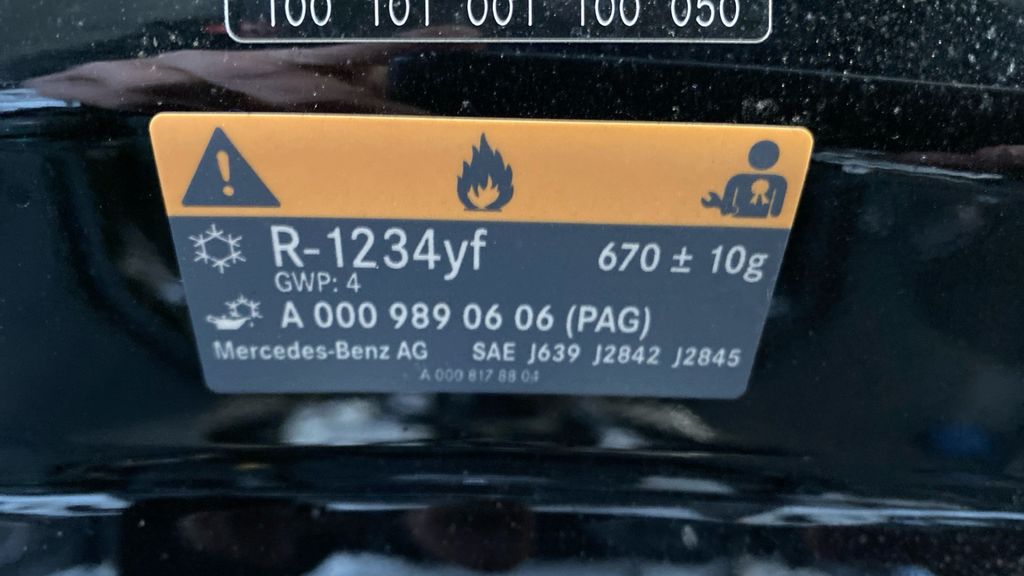 100 101 001 100 050
R-1234yf 670 ± 10g
GWP: 4
A 000 989 06 06 (PAG)
Mercedes-Benz AG SAE J639 J2842 J2845
A 000 817 88 04